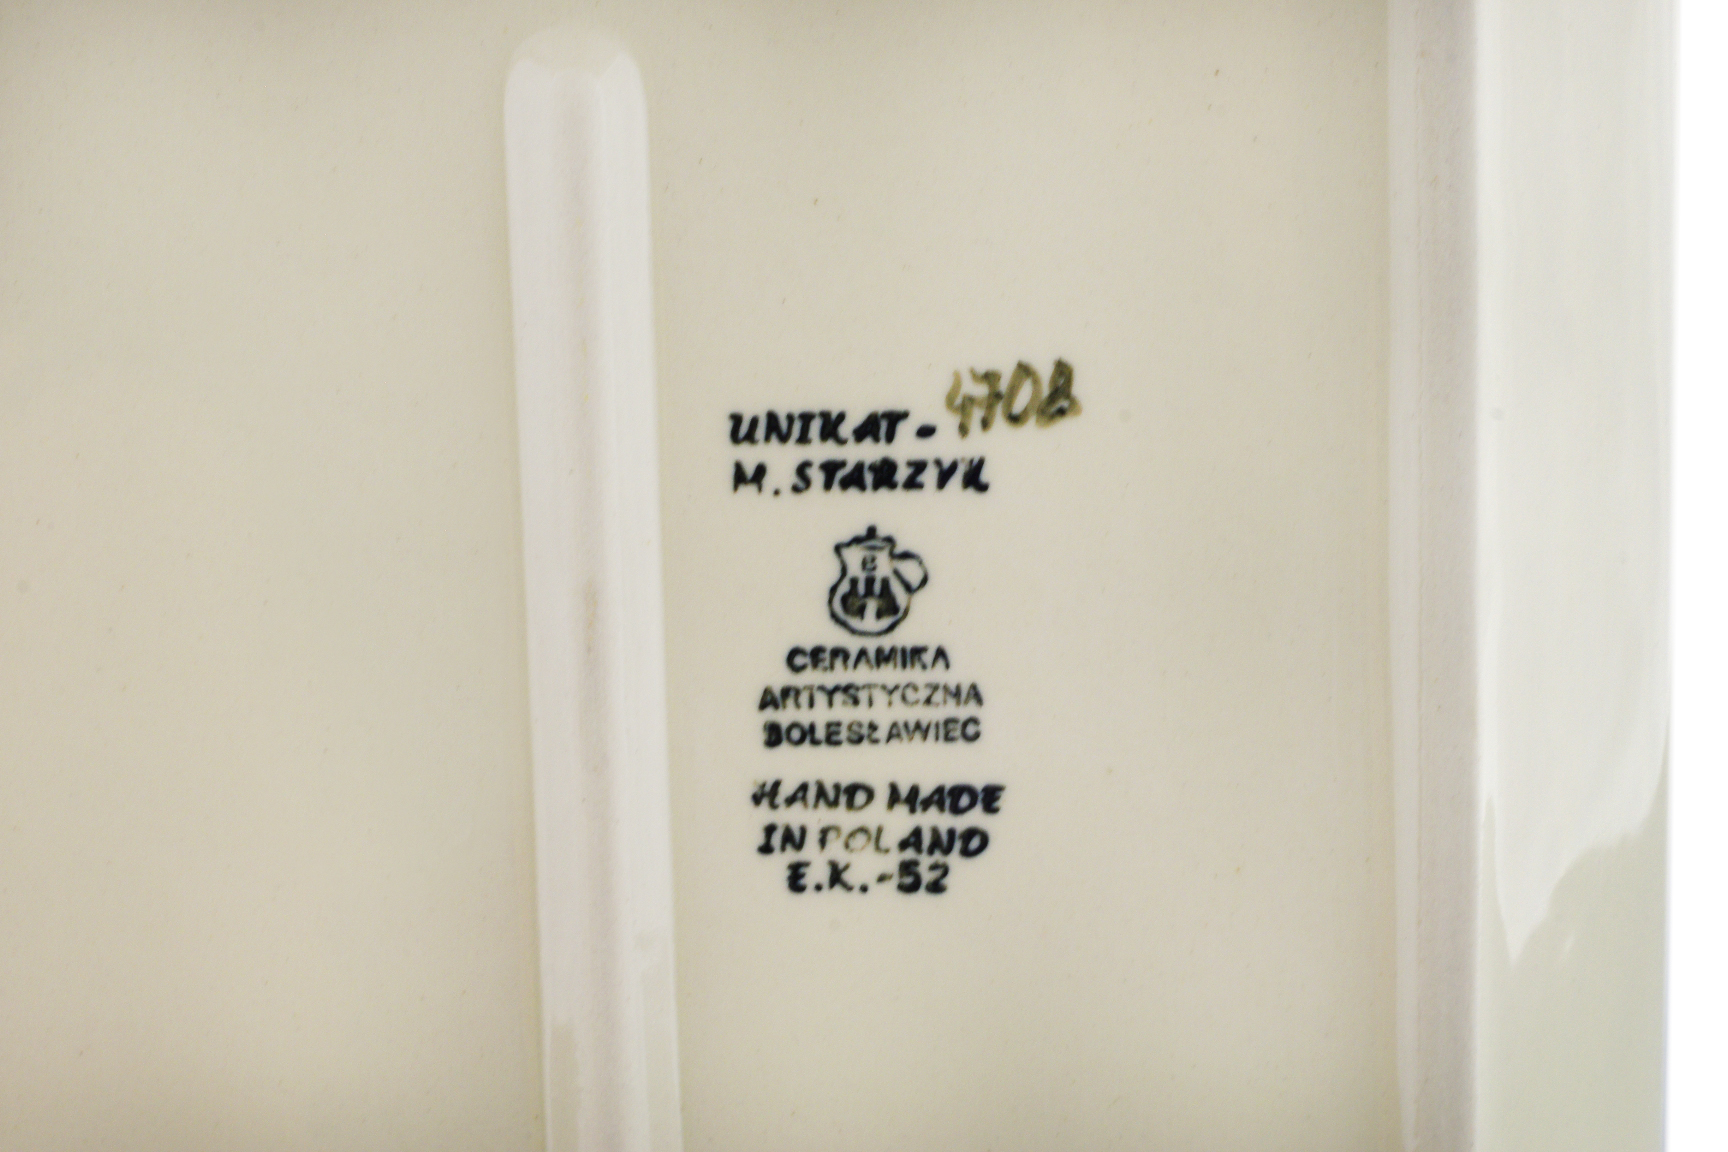 UNIKAT - 4708
M. STARZYK
B
CERAMIKA
ARTYSTYCZNA
BOLESŁAWIEC
HAND MADE
IN POLAND
E.K.-52